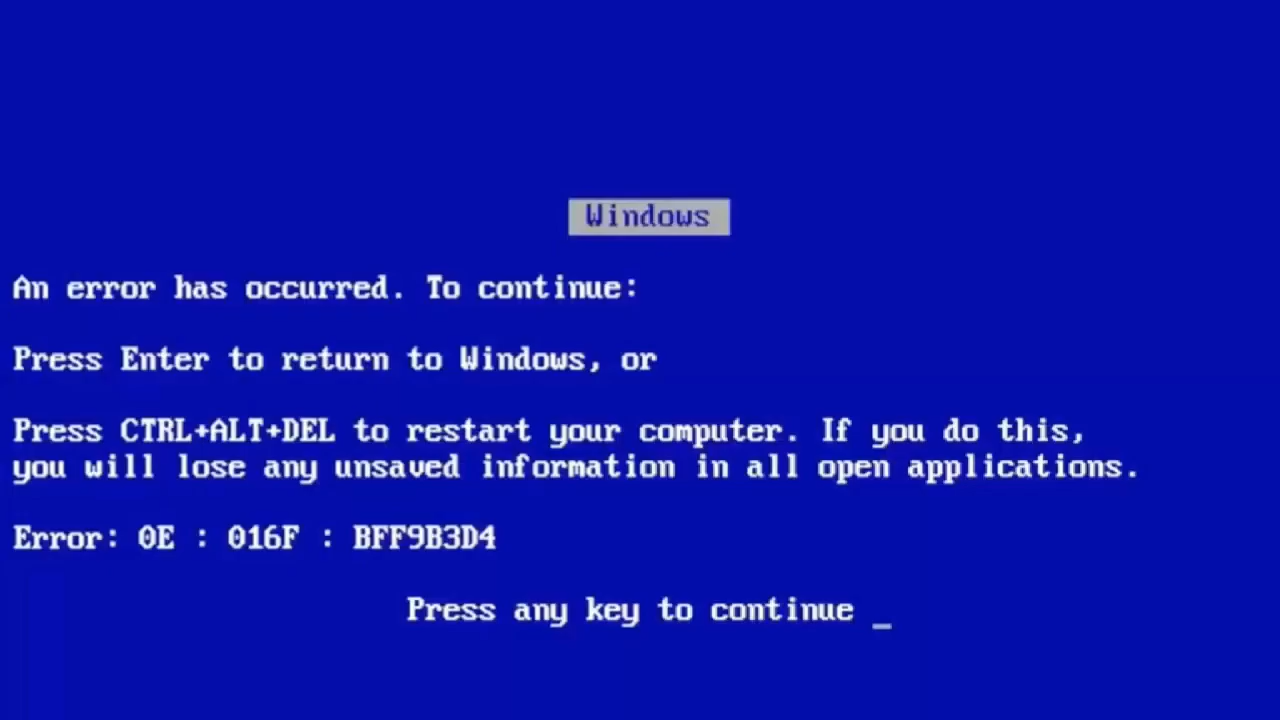 Windows
An error has occurred. To continue:
Press Enter to return to Windows, or
Press CTRL+ALT+DEL to restart your computer. If you do this,
you will lose any unsaved information in all open applications.
Error: 0E : 016F : BFF9B3D4
Press any key to continue _